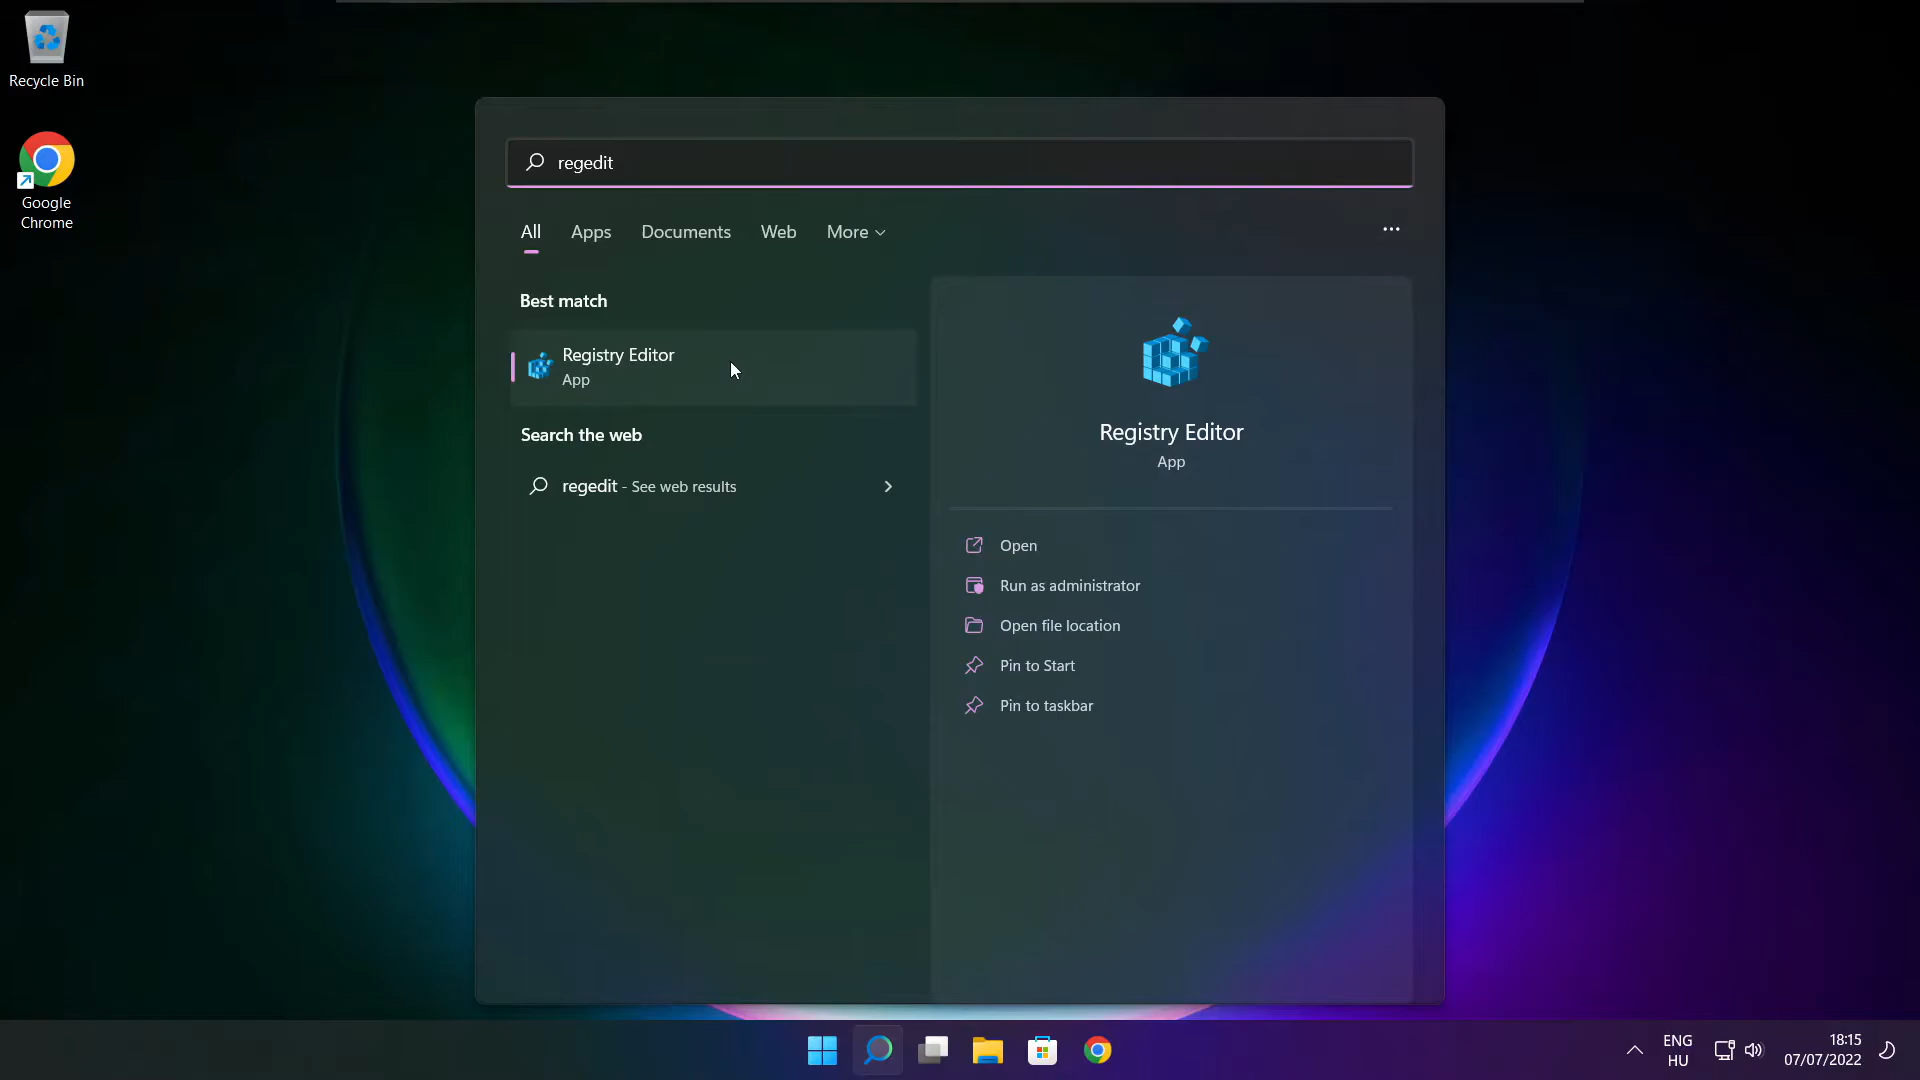 Recycle Bin
Google
Chrome
regedit
All Apps Documents Web More ...
Best match
Registry Editor
App
Search the web
regedit - See web results
Registry Editor
App
Open
Run as administrator
Open file location
Pin to Start
Pin to taskbar
ENG
HU
18:15
07/07/2022